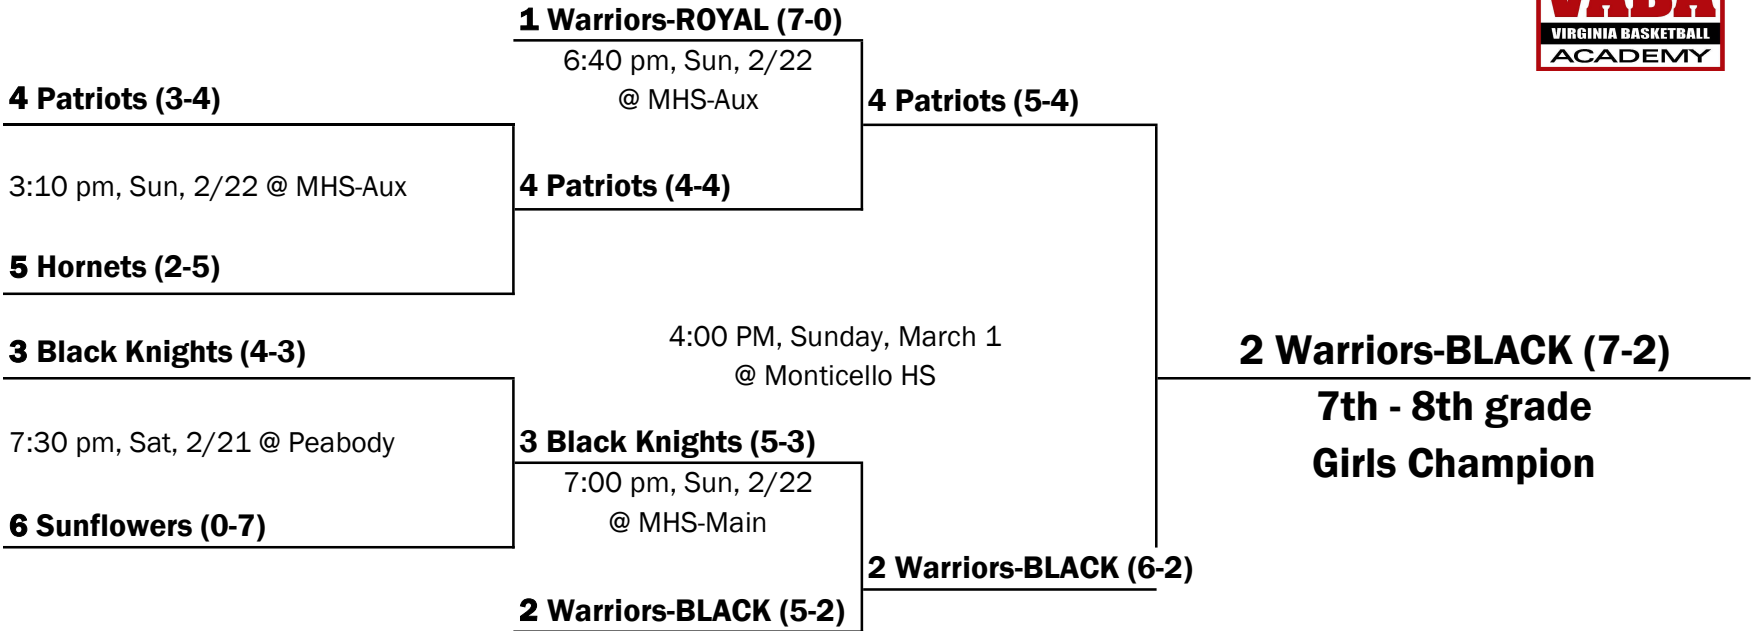 1 Warriors-ROYAL (7-0)
6:40 pm, Sun, 2/22
@ MHS-Aux
VABA
VIRGINIA BASKETBALL
ACADEMY
4 Patriots (3-4)
4 Patriots (5-4)
3:10 pm, Sun, 2/22 @ MHS-Aux
4 Patriots (4-4)
5 Hornets (2-5)
3 Black Knights (4-3)
4:00 PM, Sunday, March 1
@ Monticello HS
2 Warriors-BLACK (7-2)
7th - 8th grade
Girls Champion
7:30 pm, Sat, 2/21 @ Peabody
3 Black Knights (5-3)
7:00 pm, Sun, 2/22
@ MHS-Main
6 Sunflowers (0-7)
2 Warriors-BLACK (6-2)
2 Warriors-BLACK (5-2)